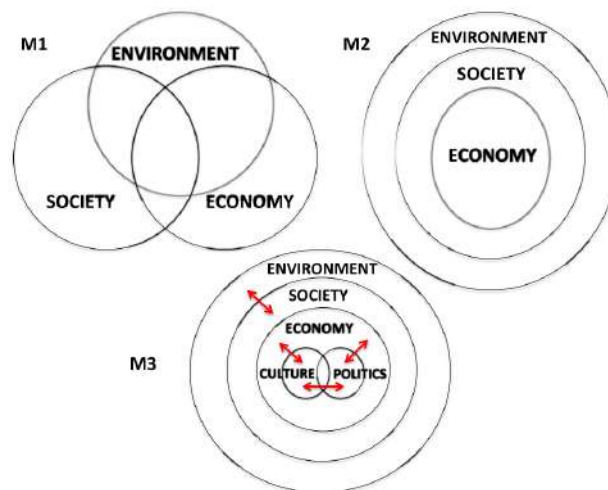 M1
ENVIRONMENT
SOCIETY
ECONOMY
M2
ENVIRONMENT
SOCIETY
ECONOMY
M3
ENVIRONMENT
SOCIETY
ECONOMY
CULTURE
POLITICS